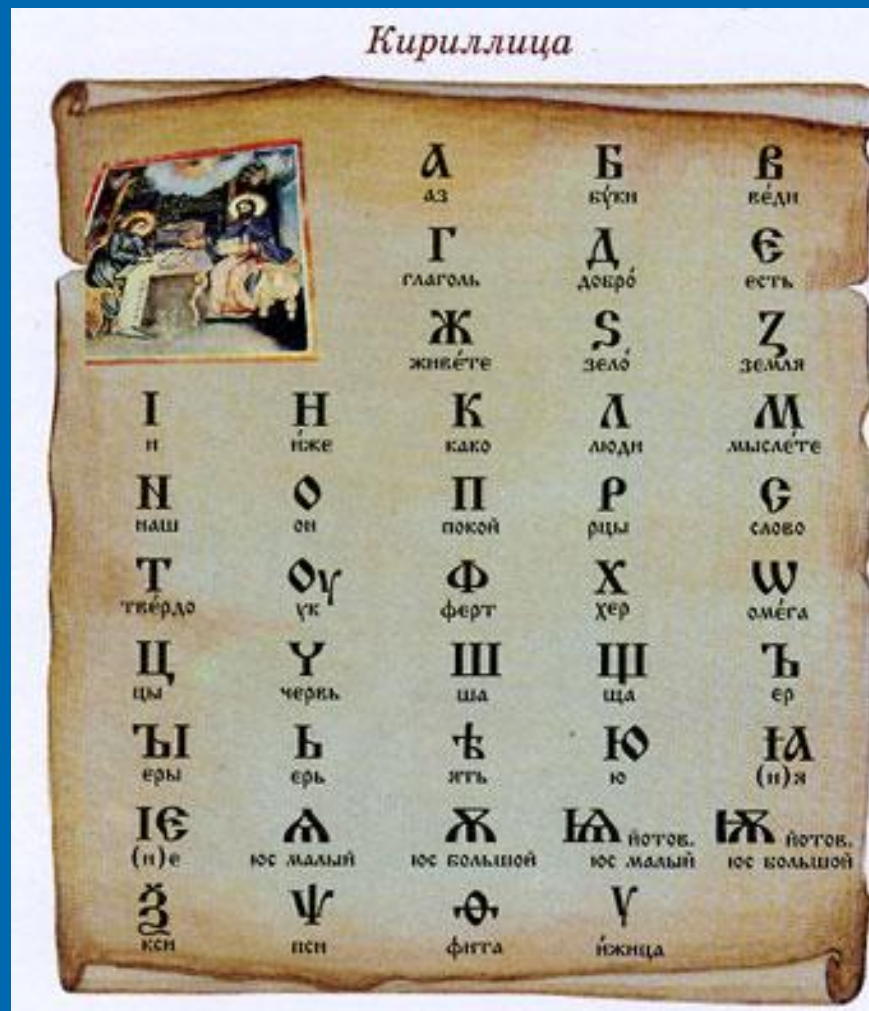 Кириллица
А Б В
аз бꙋ́ки ве́ди
Г Д Є
глаголь добро́ есть
Ж Ѕ З
живе́те зело́ земля
І Н К Л М
и и́же како люди мысле́те
N О П Р С
наш он покой рцы слово
Т Оу Ф Х Ѡ
тве́рдо ук ферт хер оме́га
Ц Ч Ш Щ Ъ
цы червь ша ща ер
ЪІ Ь Ѣ Ю ІА
еры ерь ять ю (и)я
ІЄ Ѧ Ѫ Ѩ йотов. Ѭ йотов.
(и)е юс малый юс большой юс малый юс большой
Ѯ Ѱ Ѳ Ѵ
кси пси фита и́жица